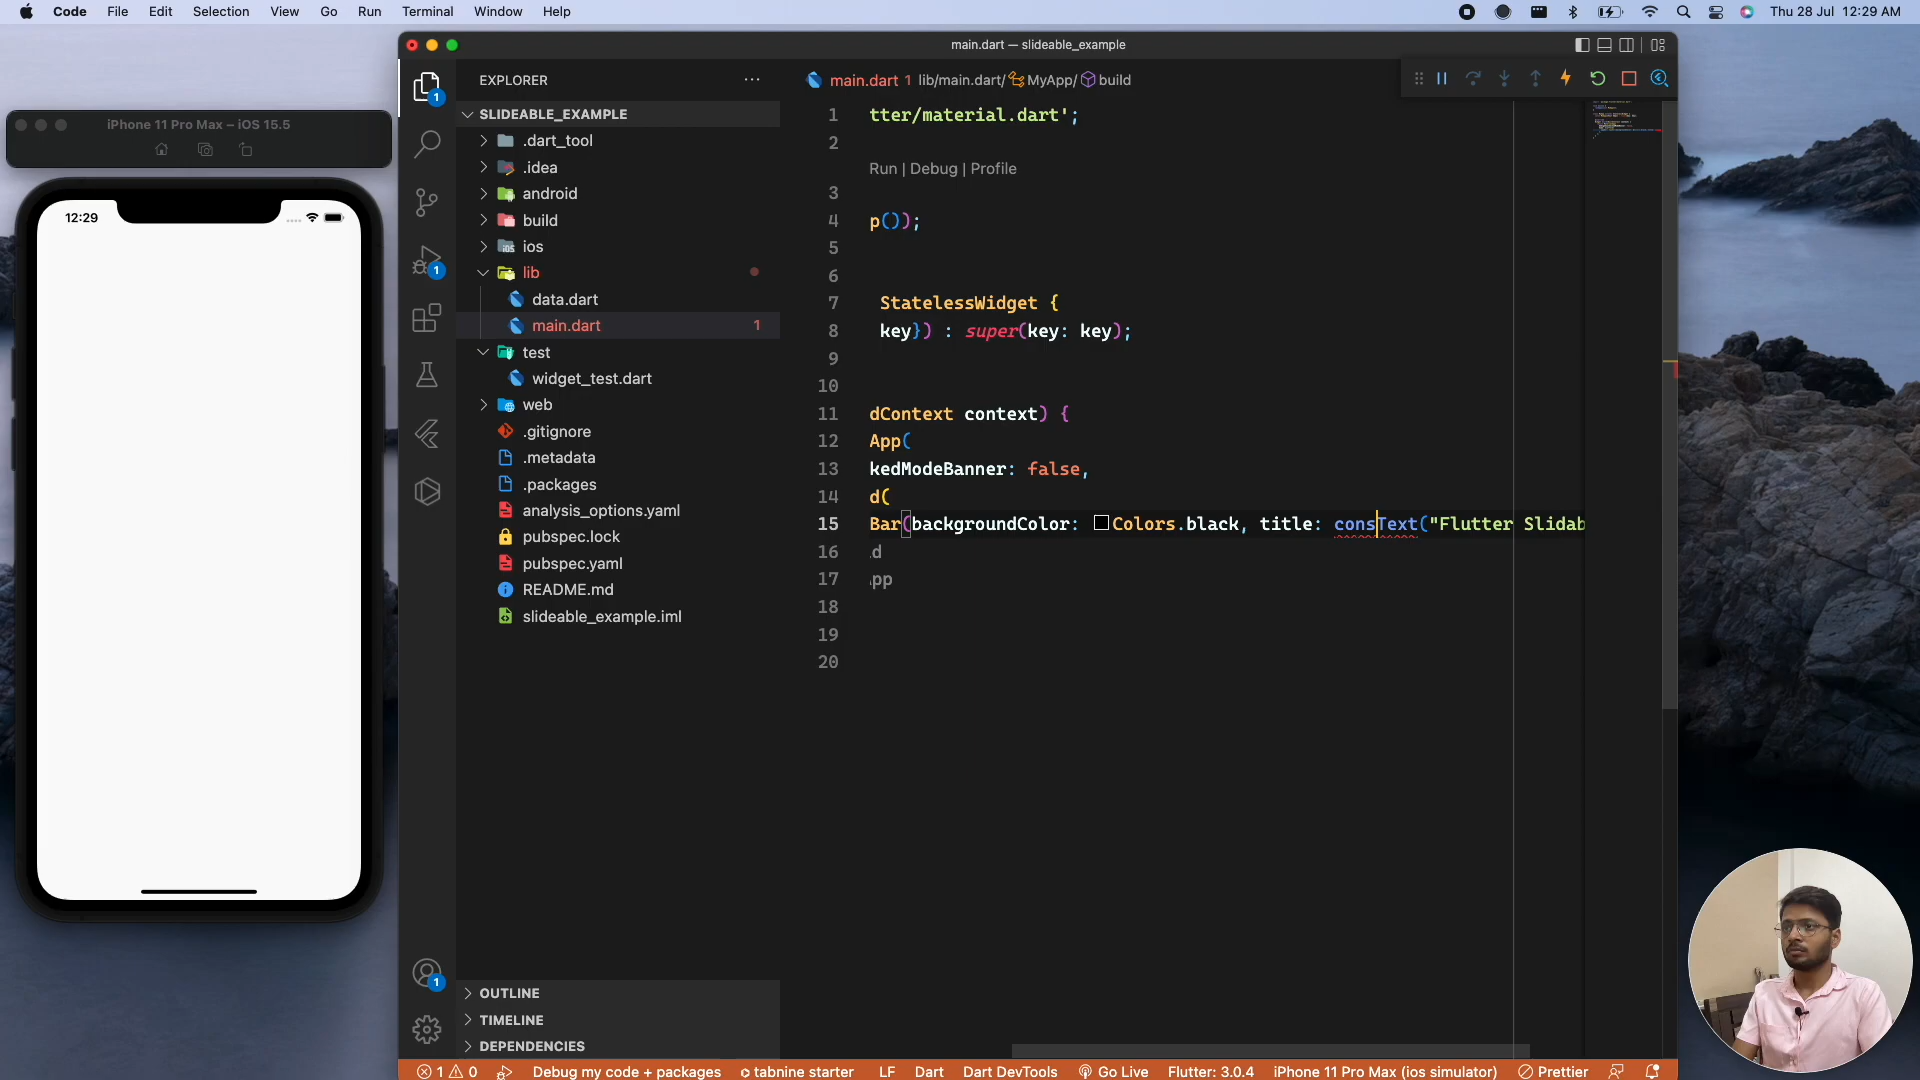 Code File Edit Selection View Go Run Terminal Window Help
Thu 28 Jul 12:29 AM
iPhone 11 Pro Max – iOS 15.5
12:29
main.dart — slideable_example
EXPLORER
SLIDEABLE_EXAMPLE
.dart_tool
.idea
android
build
ios
lib
data.dart
main.dart 1
test
widget_test.dart
web
.gitignore
.metadata
.packages
analysis_options.yaml
pubspec.lock
pubspec.yaml
README.md
slideable_example.iml
OUTLINE
TIMELINE
DEPENDENCIES
1
1
1
main.dart 1 lib/main.dart/ MyApp/ build
1 tter/material.dart';
2
Run | Debug | Profile
3
4 p());
5
6
7 StatelessWidget {
8 key}) : super(key: key);
9
10
11 dContext context) {
12 App(
13 kedModeBanner: false,
14 d(
15 Bar(backgroundColor: Colors.black, title: consText("Flutter Slidab
16 d
17 App
18
19
20
1 0 Debug my code + packages tabnine starter LF Dart Dart DevTools Go Live Flutter: 3.0.4 iPhone 11 Pro Max (ios simulator) Prettier